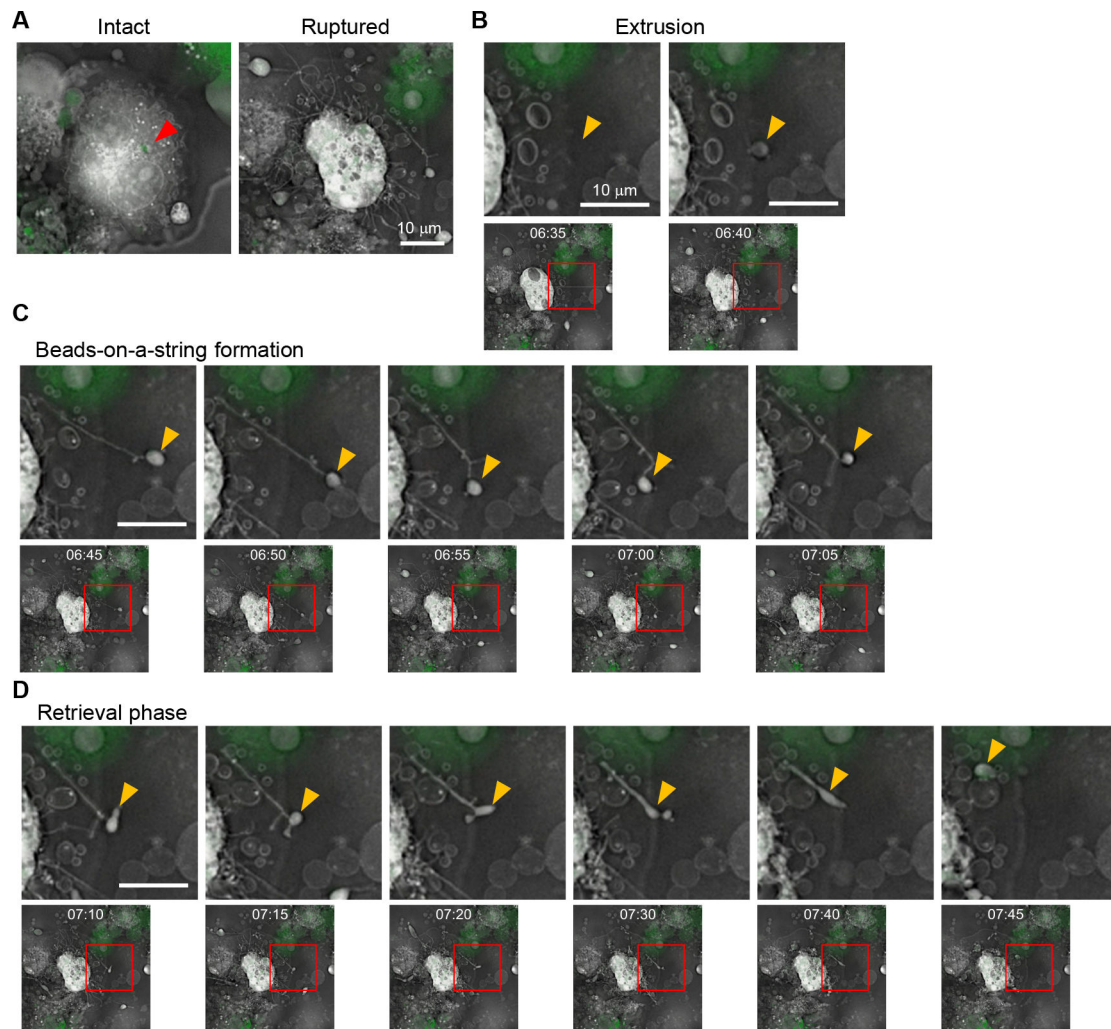 A
Intact
Ruptured
10 μm
B
Extrusion
10 μm
06:35
06:40
C
Beads-on-a-string formation
06:45
06:50
06:55
07:00
07:05
D
Retrieval phase
07:10
07:15
07:20
07:30
07:40
07:45